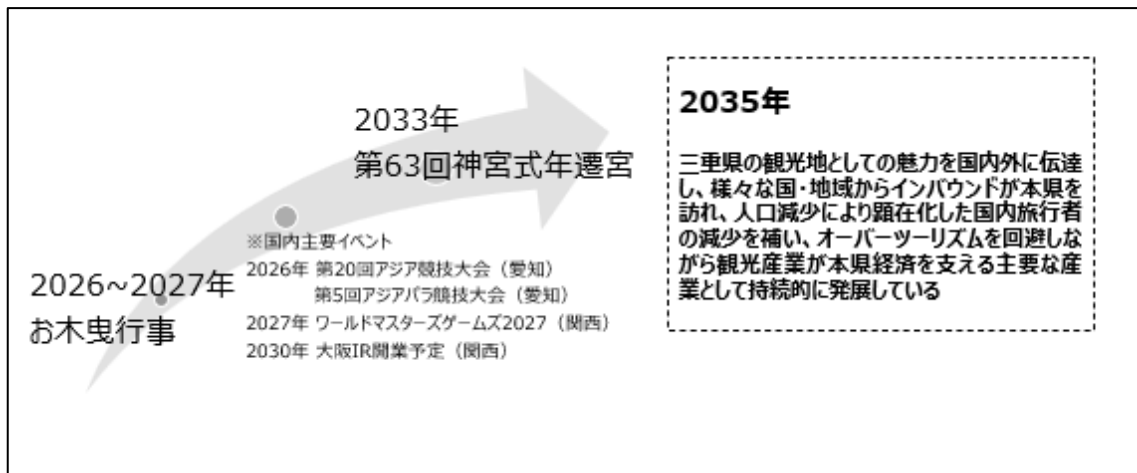 2026~2027年
お木曳行事
※国内主要イベント
2026年 第20回アジア競技大会（愛知）
第5回アジアパラ競技大会（愛知）
2027年 ワールドマスターズゲームズ2027（関西）
2030年 大阪IR開業予定（関西）
2033年
第63回神宮式年遷宮
2035年
三重県の観光地としての魅力を国内外に伝達
し、様々な国・地域からインバウンドが本県を
訪れ、人口減少により顕在化した国内旅行者
の減少を補い、オーバーツーリズムを回避しな
がら観光産業が本県経済を支える主要な産
業として持続的に発展している